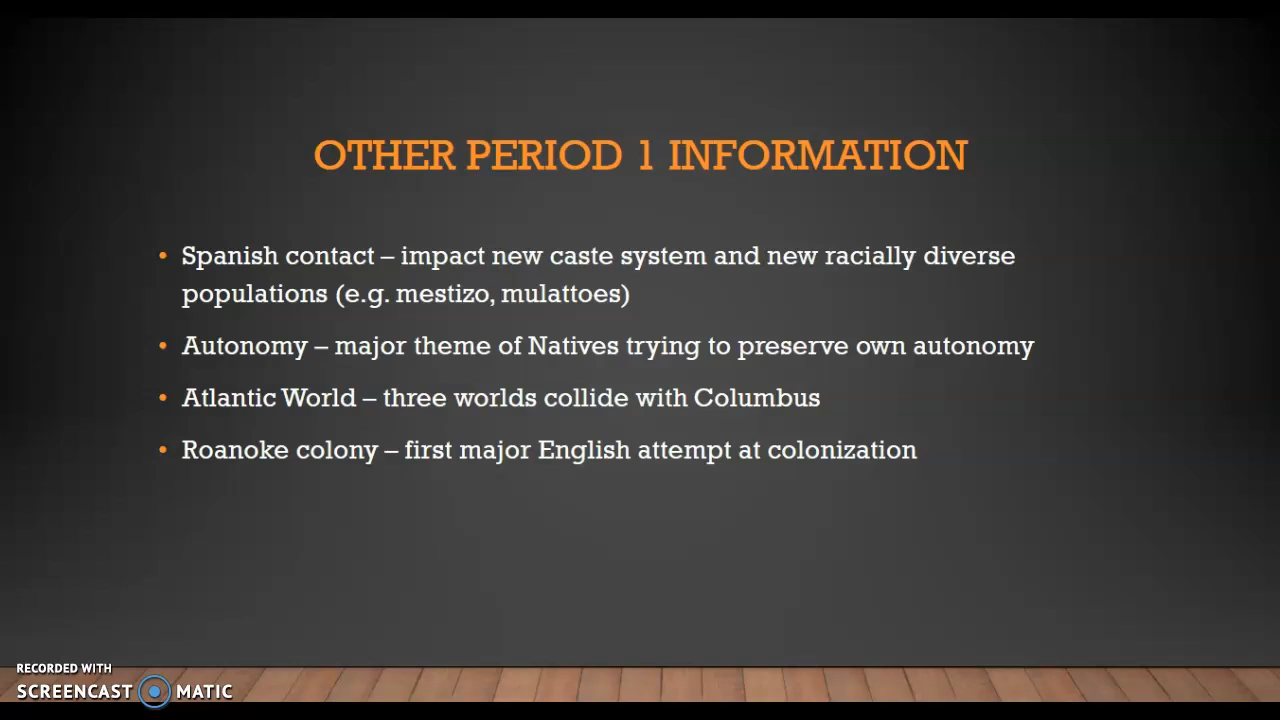 OTHER PERIOD 1 INFORMATION
• Spanish contact – impact new caste system and new racially diverse
populations (e.g. mestizo, mulattoes)
• Autonomy – major theme of Natives trying to preserve own autonomy
• Atlantic World – three worlds collide with Columbus
• Roanoke colony – first major English attempt at colonization
RECORDED WITH
SCREENCAST MATIC